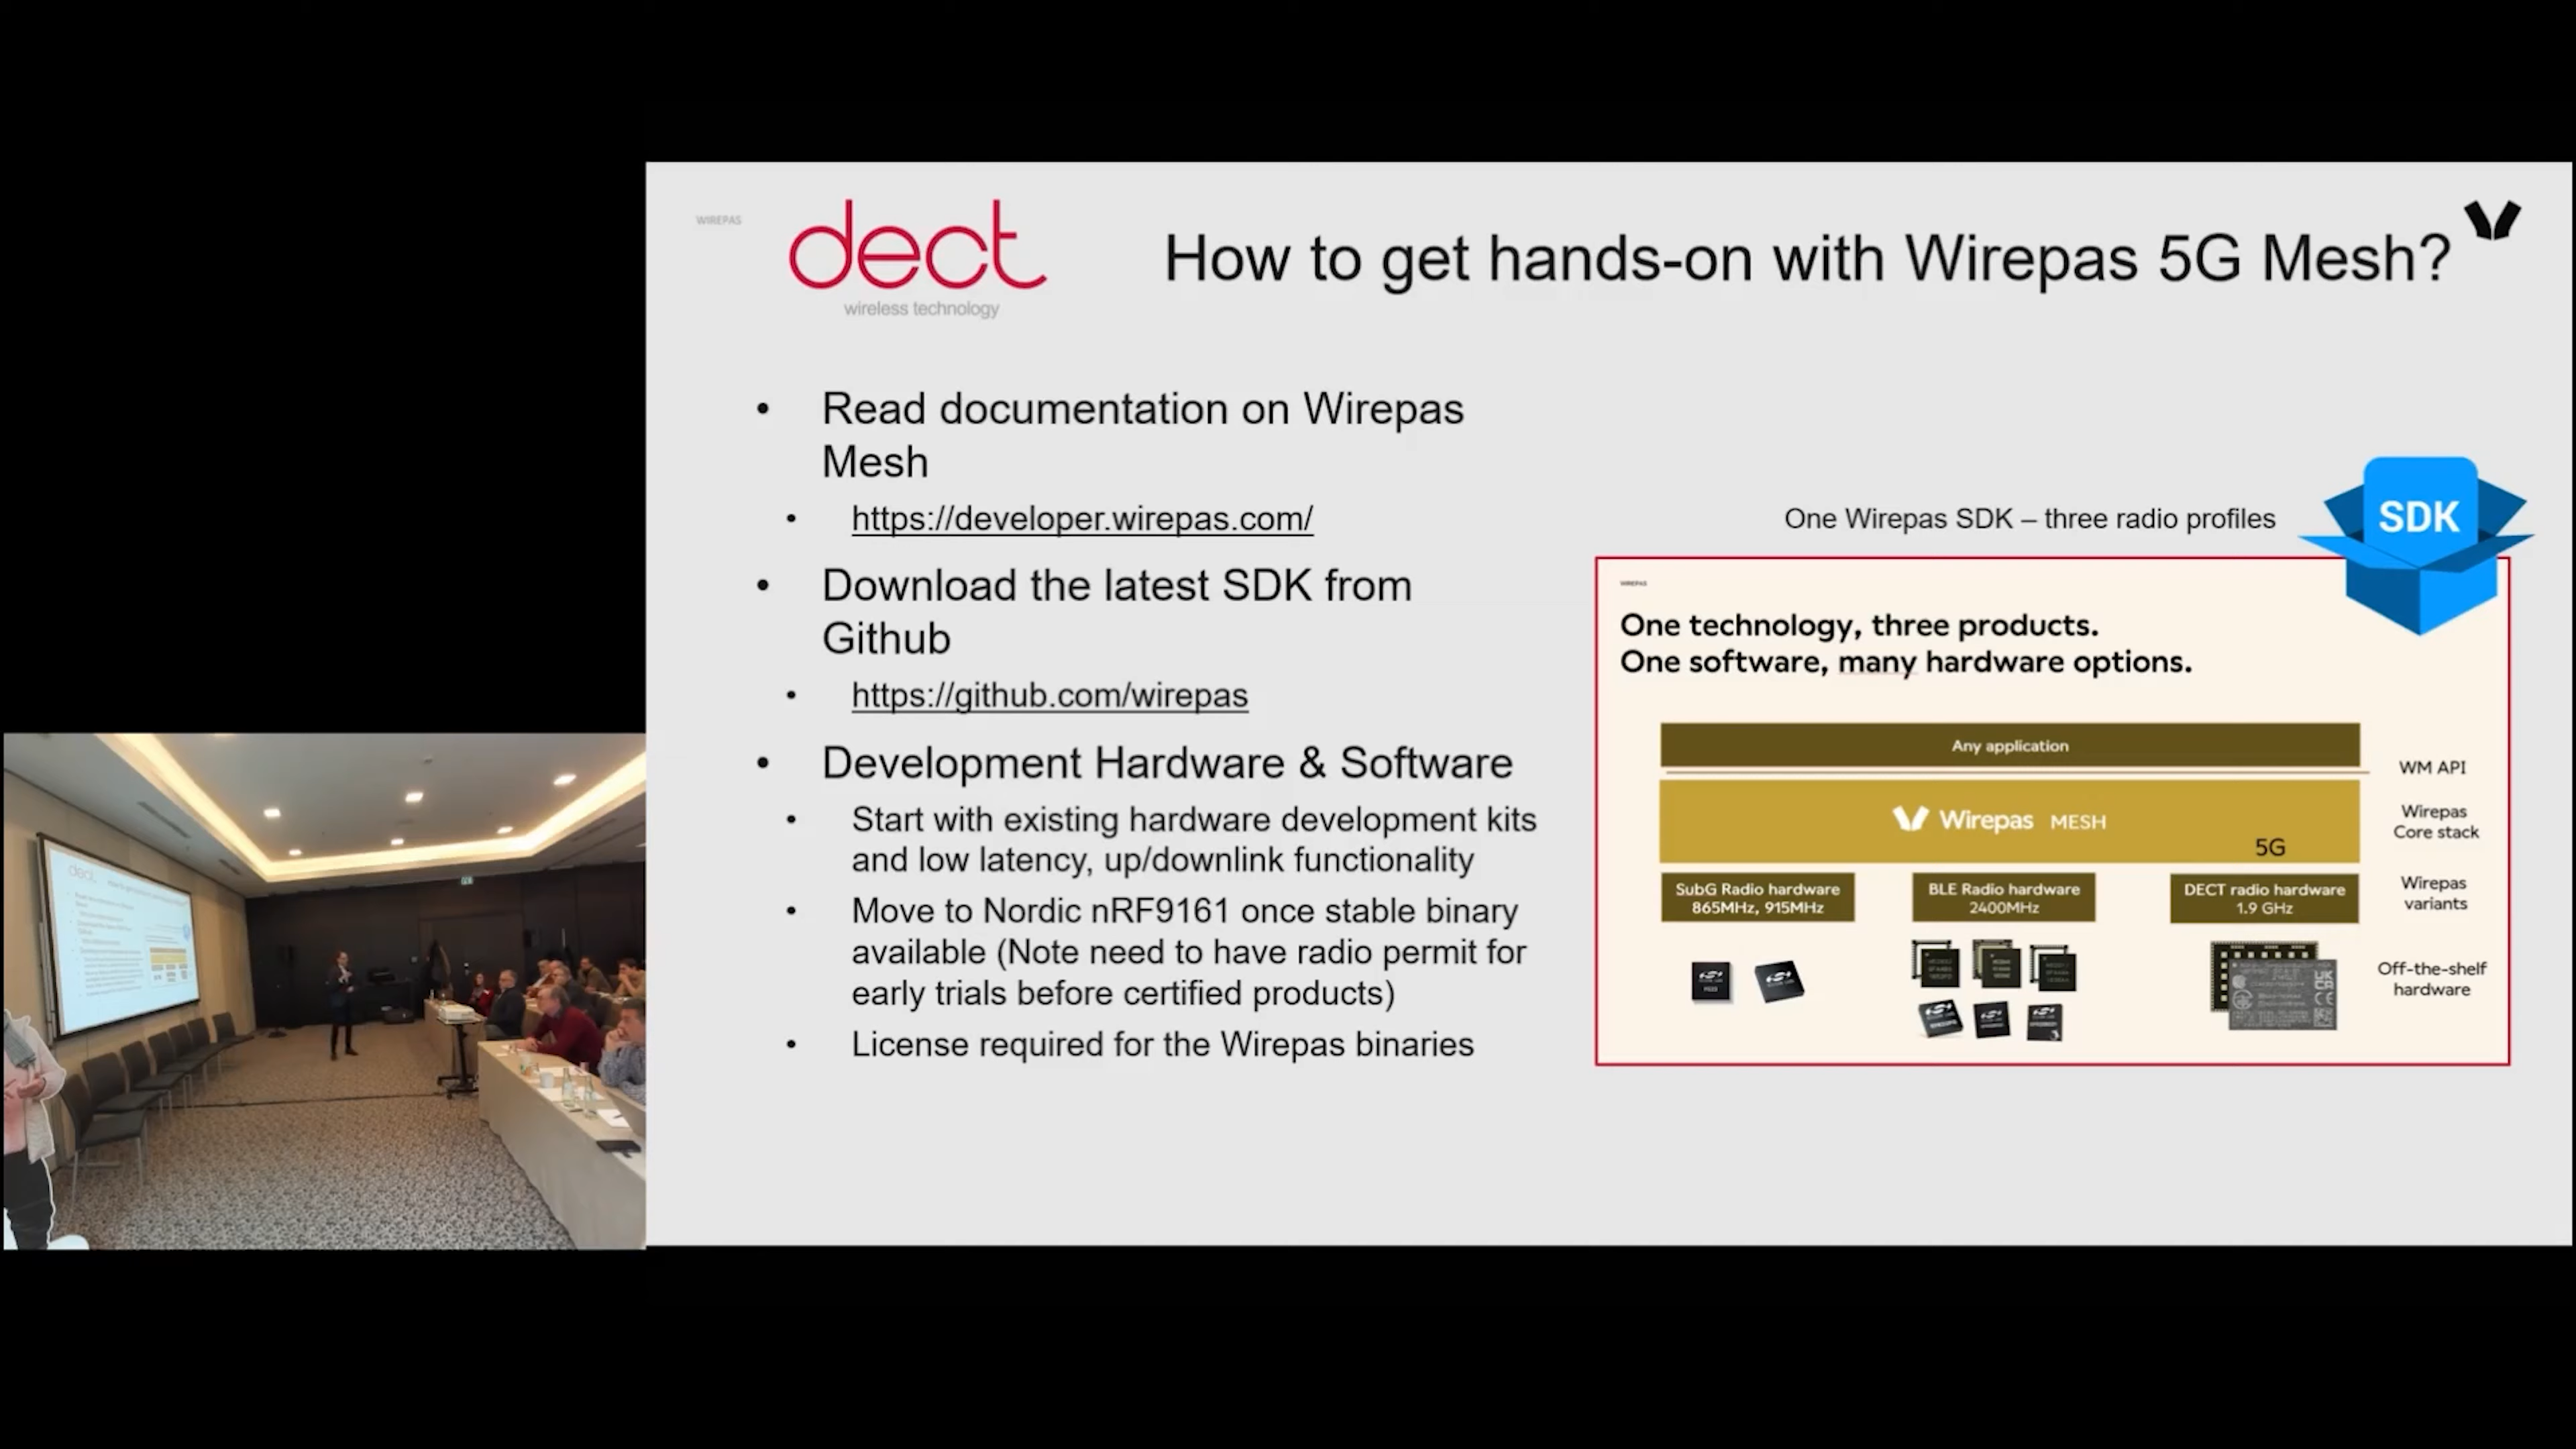 WIREPAS
dect
wireless technology
How to get hands-on with Wirepas 5G Mesh?
• Read documentation on Wirepas
Mesh
• https://developer.wirepas.com/
• Download the latest SDK from
Github
• https://github.com/wirepas
• Development Hardware & Software
• Start with existing hardware development kits
and low latency, up/downlink functionality
• Move to Nordic nRF9161 once stable binary
available (Note need to have radio permit for
early trials before certified products)
• License required for the Wirepas binaries
One Wirepas SDK – three radio profiles
SDK
WIREPAS
One technology, three products.
One software, many hardware options.
Any application
WM API
Wirepas MESH
5G
Wirepas
Core stack
SubG Radio hardware
865MHz, 915MHz
BLE Radio hardware
2400MHz
DECT radio hardware
1.9 GHz
Wirepas
variants
Off-the-shelf
hardware